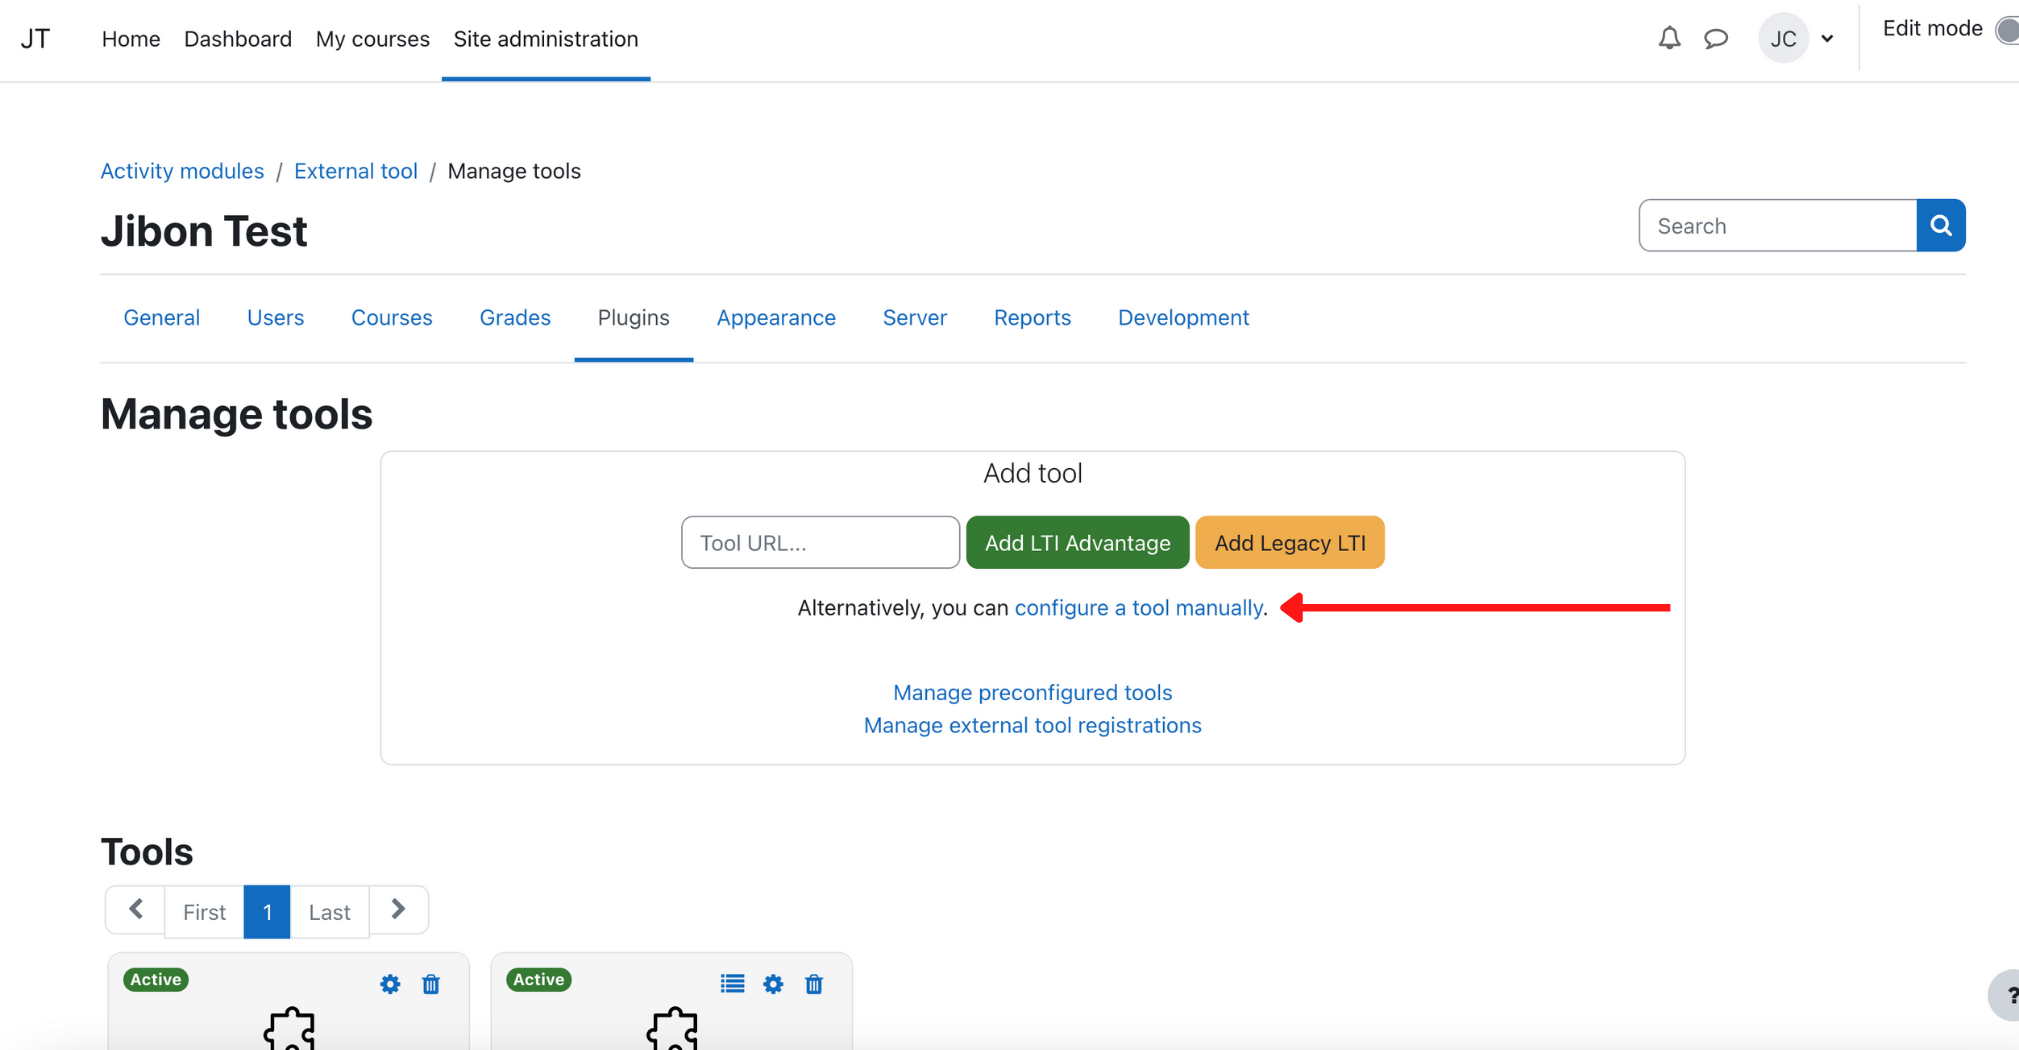 JT Home Dashboard My courses Site administration JC Edit mode
Activity modules / External tool / Manage tools
Jibon Test
Search
General Users Courses Grades Plugins Appearance Server Reports Development
Manage tools
Add tool
Tool URL... Add LTI Advantage Add Legacy LTI
Alternatively, you can configure a tool manually.
Manage preconfigured tools
Manage external tool registrations
Tools
First 1 Last
Active Active
?